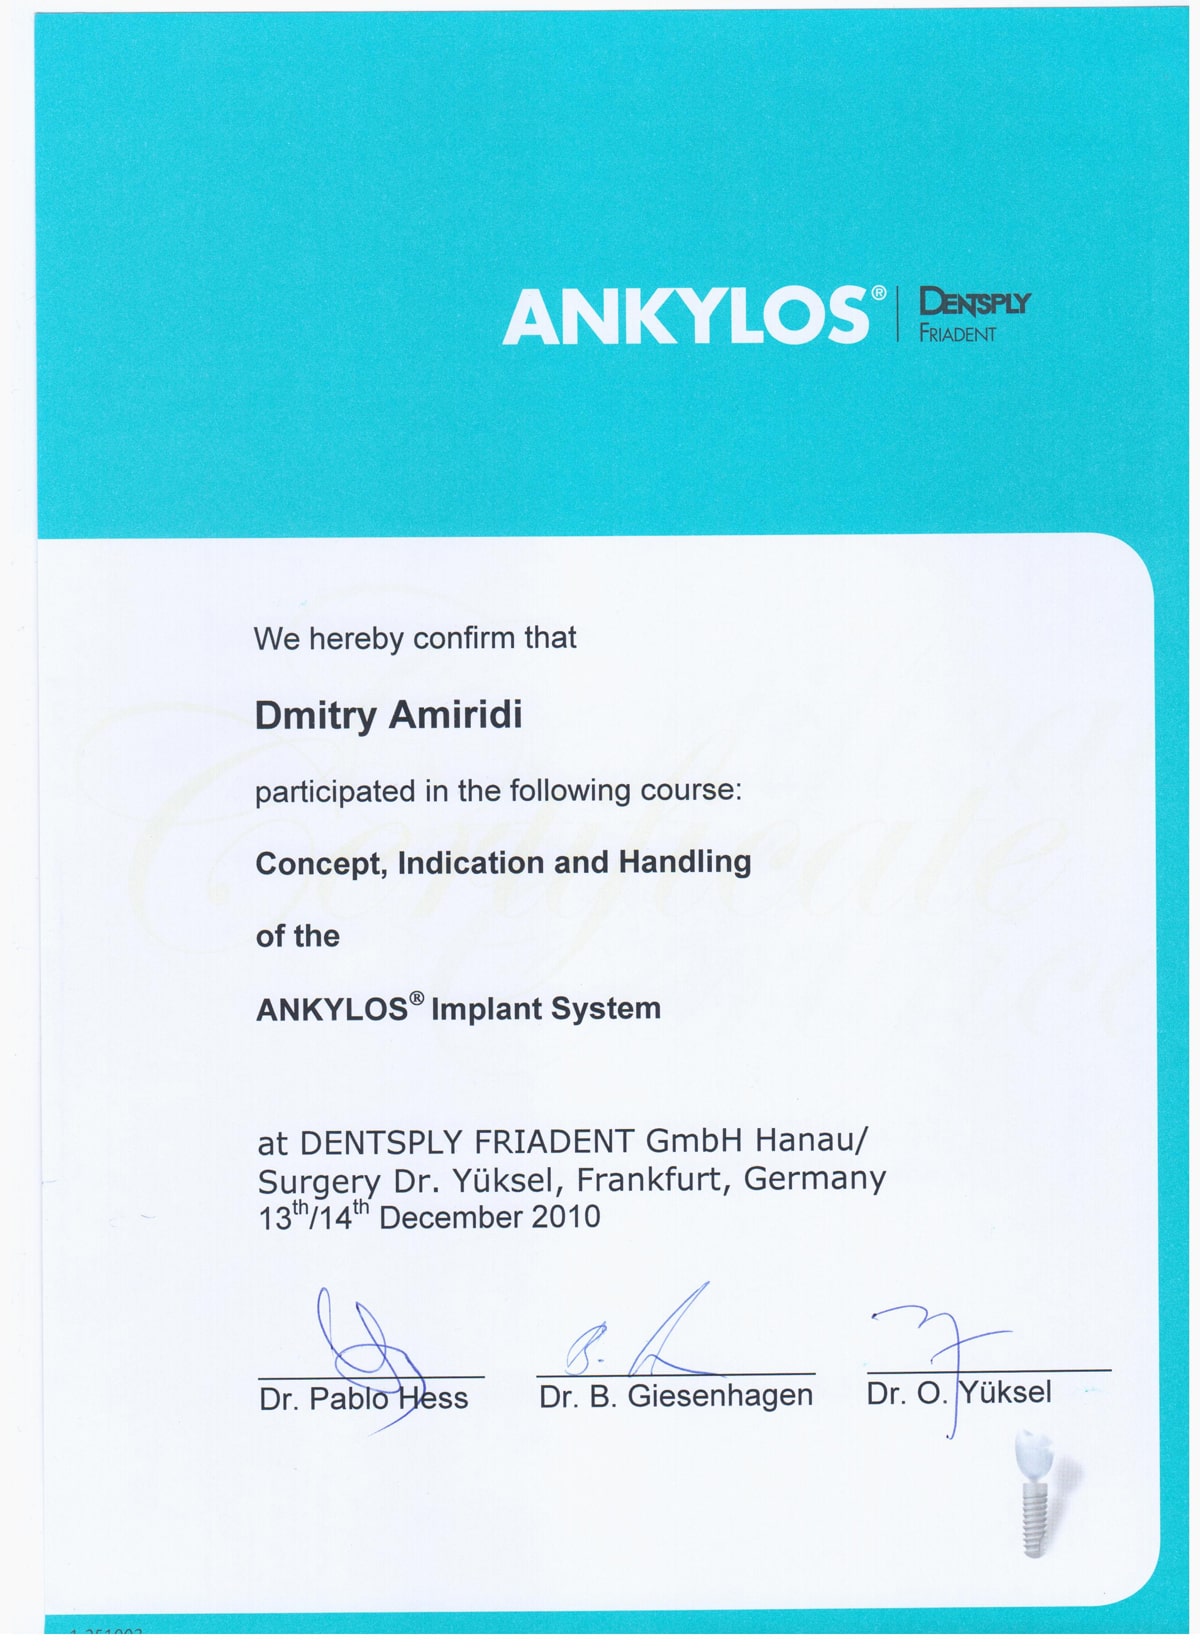 ANKYLOS® DENTSPLY
FRIADENT
We hereby confirm that
Dmitry Amiridi
participated in the following course:
Certificate
Concept, Indication and Handling
of the
ANKYLOS® Implant System
at DENTSPLY FRIADENT GmbH Hanau/
Surgery Dr. Yüksel, Frankfurt, Germany
13th/14th December 2010
Dr. Pablo Hess Dr. B. Giesenhagen Dr. O. Yüksel